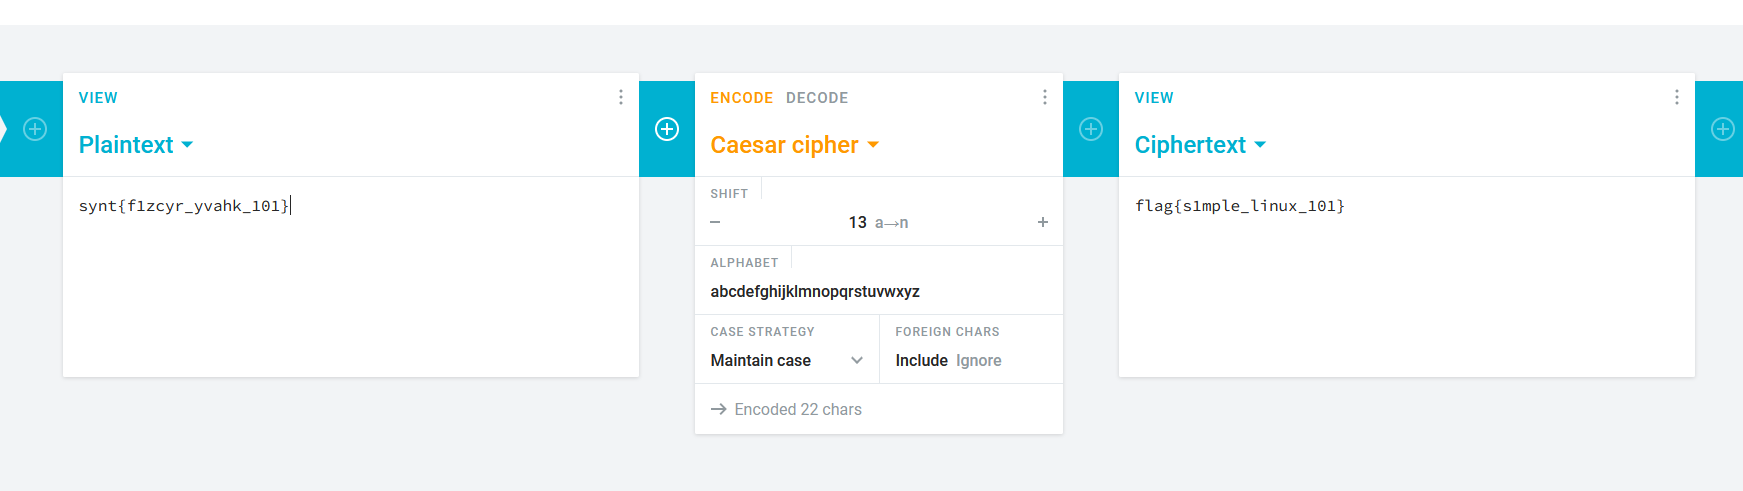 VIEW
Plaintext
synt{f1zcyr_yvahk_101}
ENCODE DECODE
Caesar cipher
SHIFT
− 13 a→n +
ALPHABET
abcdefghijklmnopqrstuvwxyz
CASE STRATEGY
Maintain case
FOREIGN CHARS
Include Ignore
→ Encoded 22 chars
VIEW
Ciphertext
flag{s1mple_linux_101}